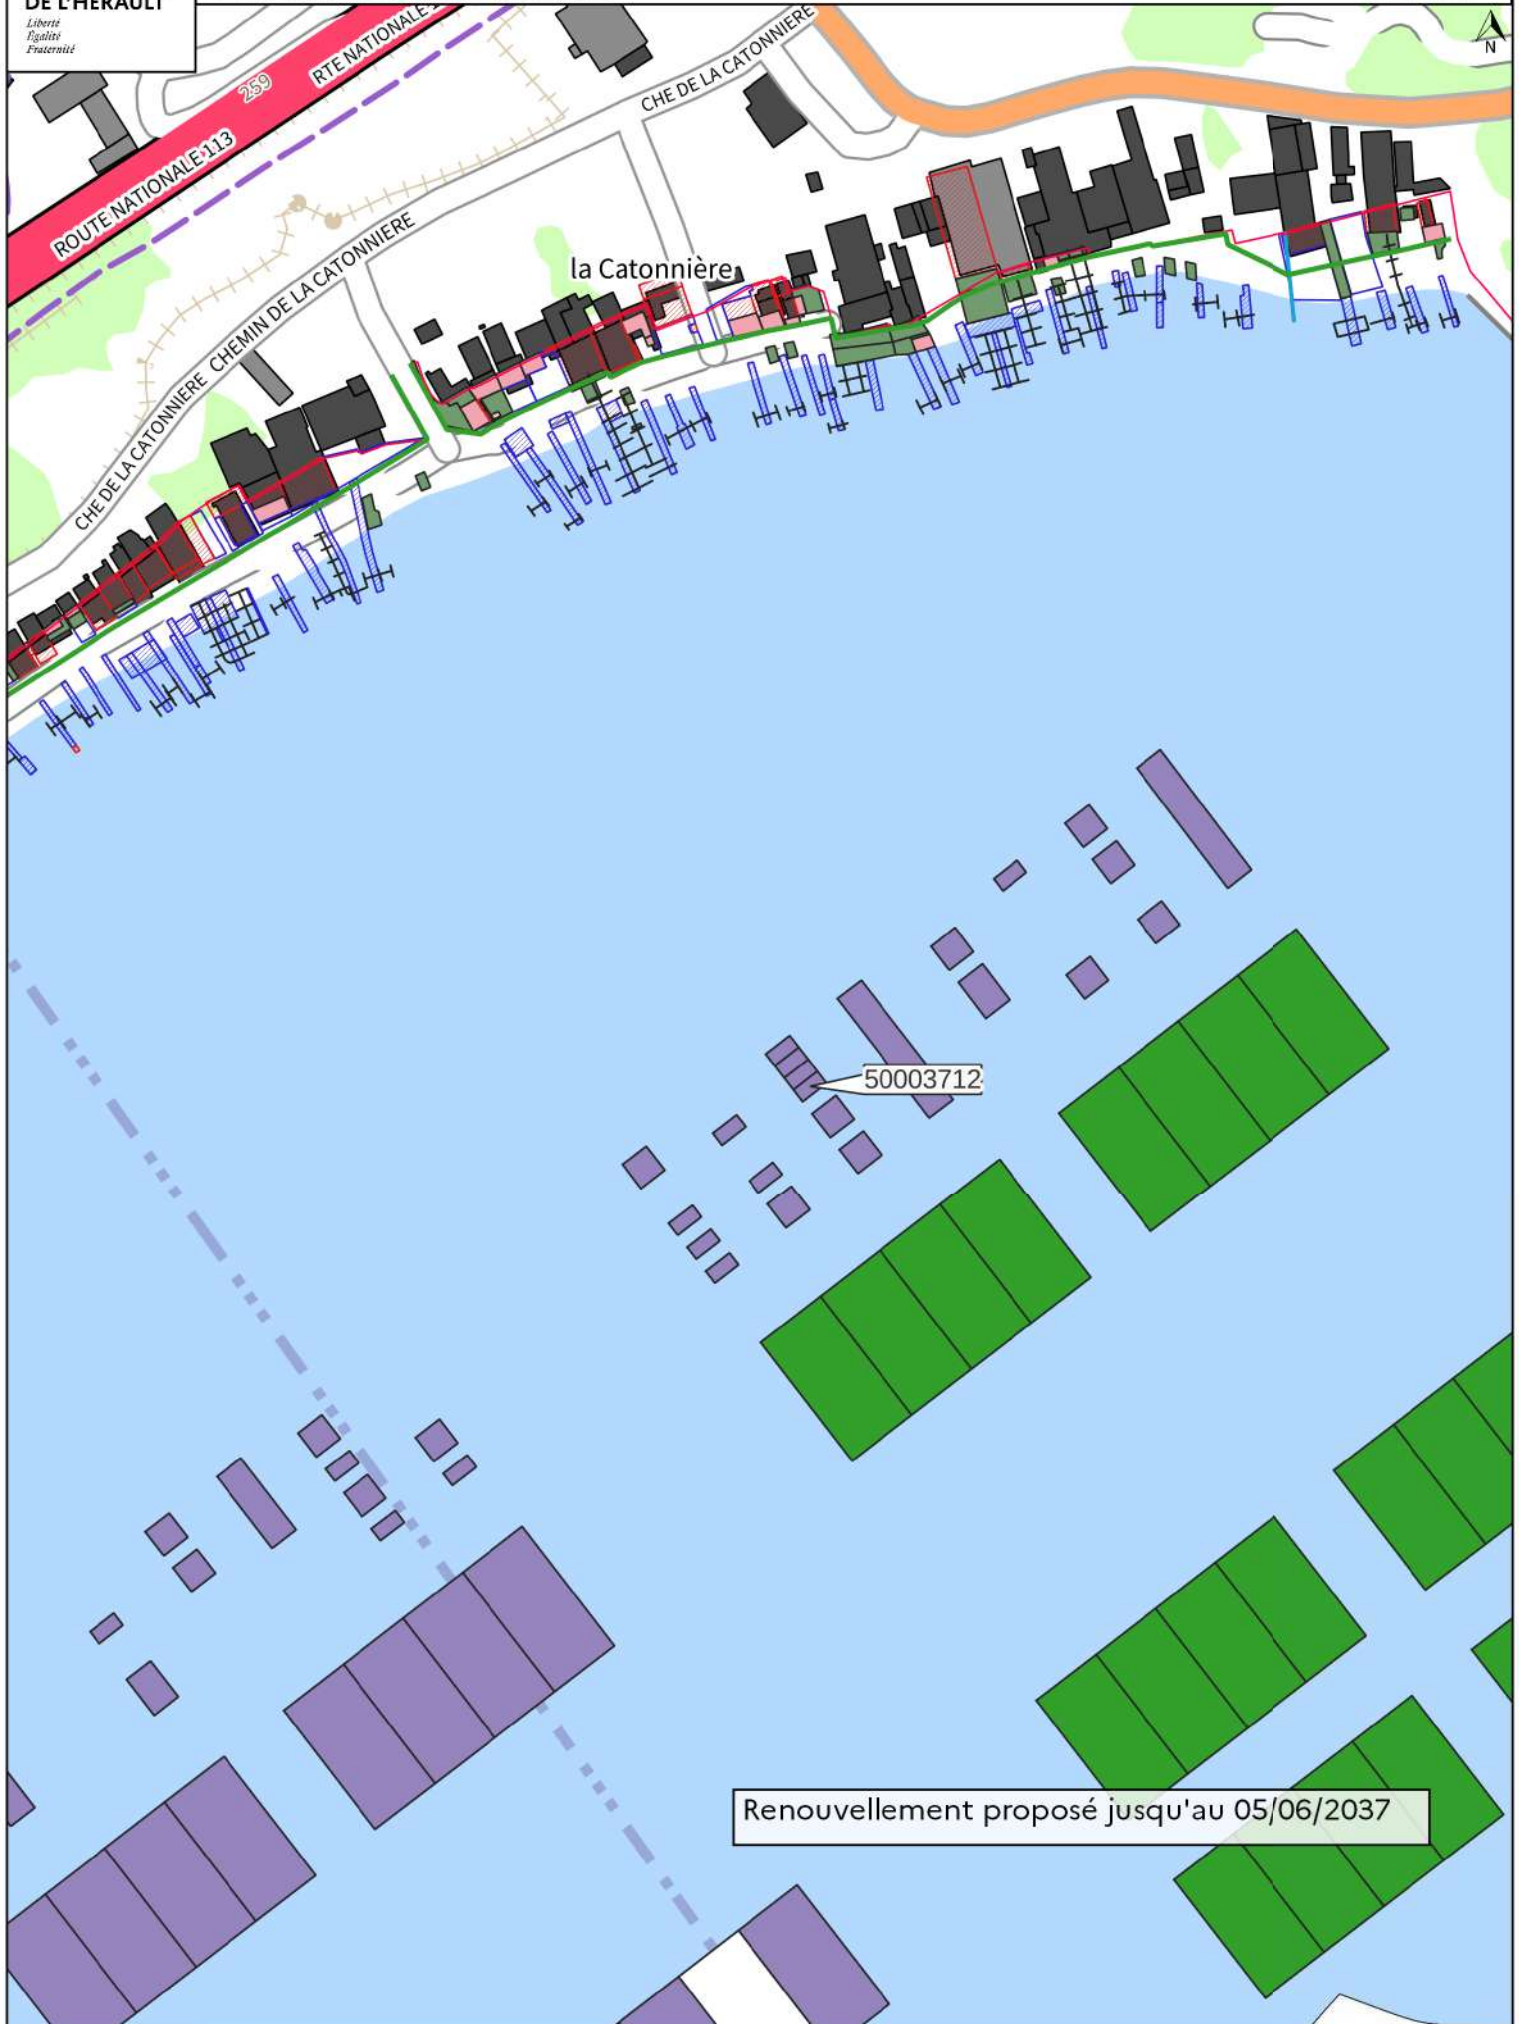 DE L'HÉRAULT
Liberté
Égalité
Fraternité
RTE NATIONALE
259
ROUTE NATIONALE 113
CHE DE LA CATONNIERE
N
la Catonnière
CHEMIN DE LA CATONNIERE
CHE DE LA CATONNIERE
50003712
Renouvellement proposé jusqu'au 05/06/2037